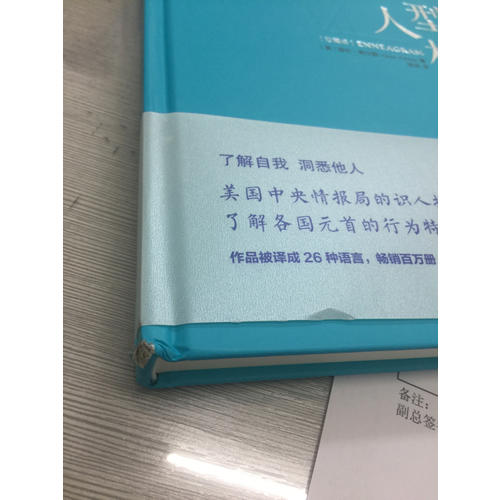 人型
ENNEAGRAM
了解自我 洞悉他人
美国中央情报局的识人
了解各国元首的行为特
作品被译成26种语言，畅销百万册
备注：
副总签